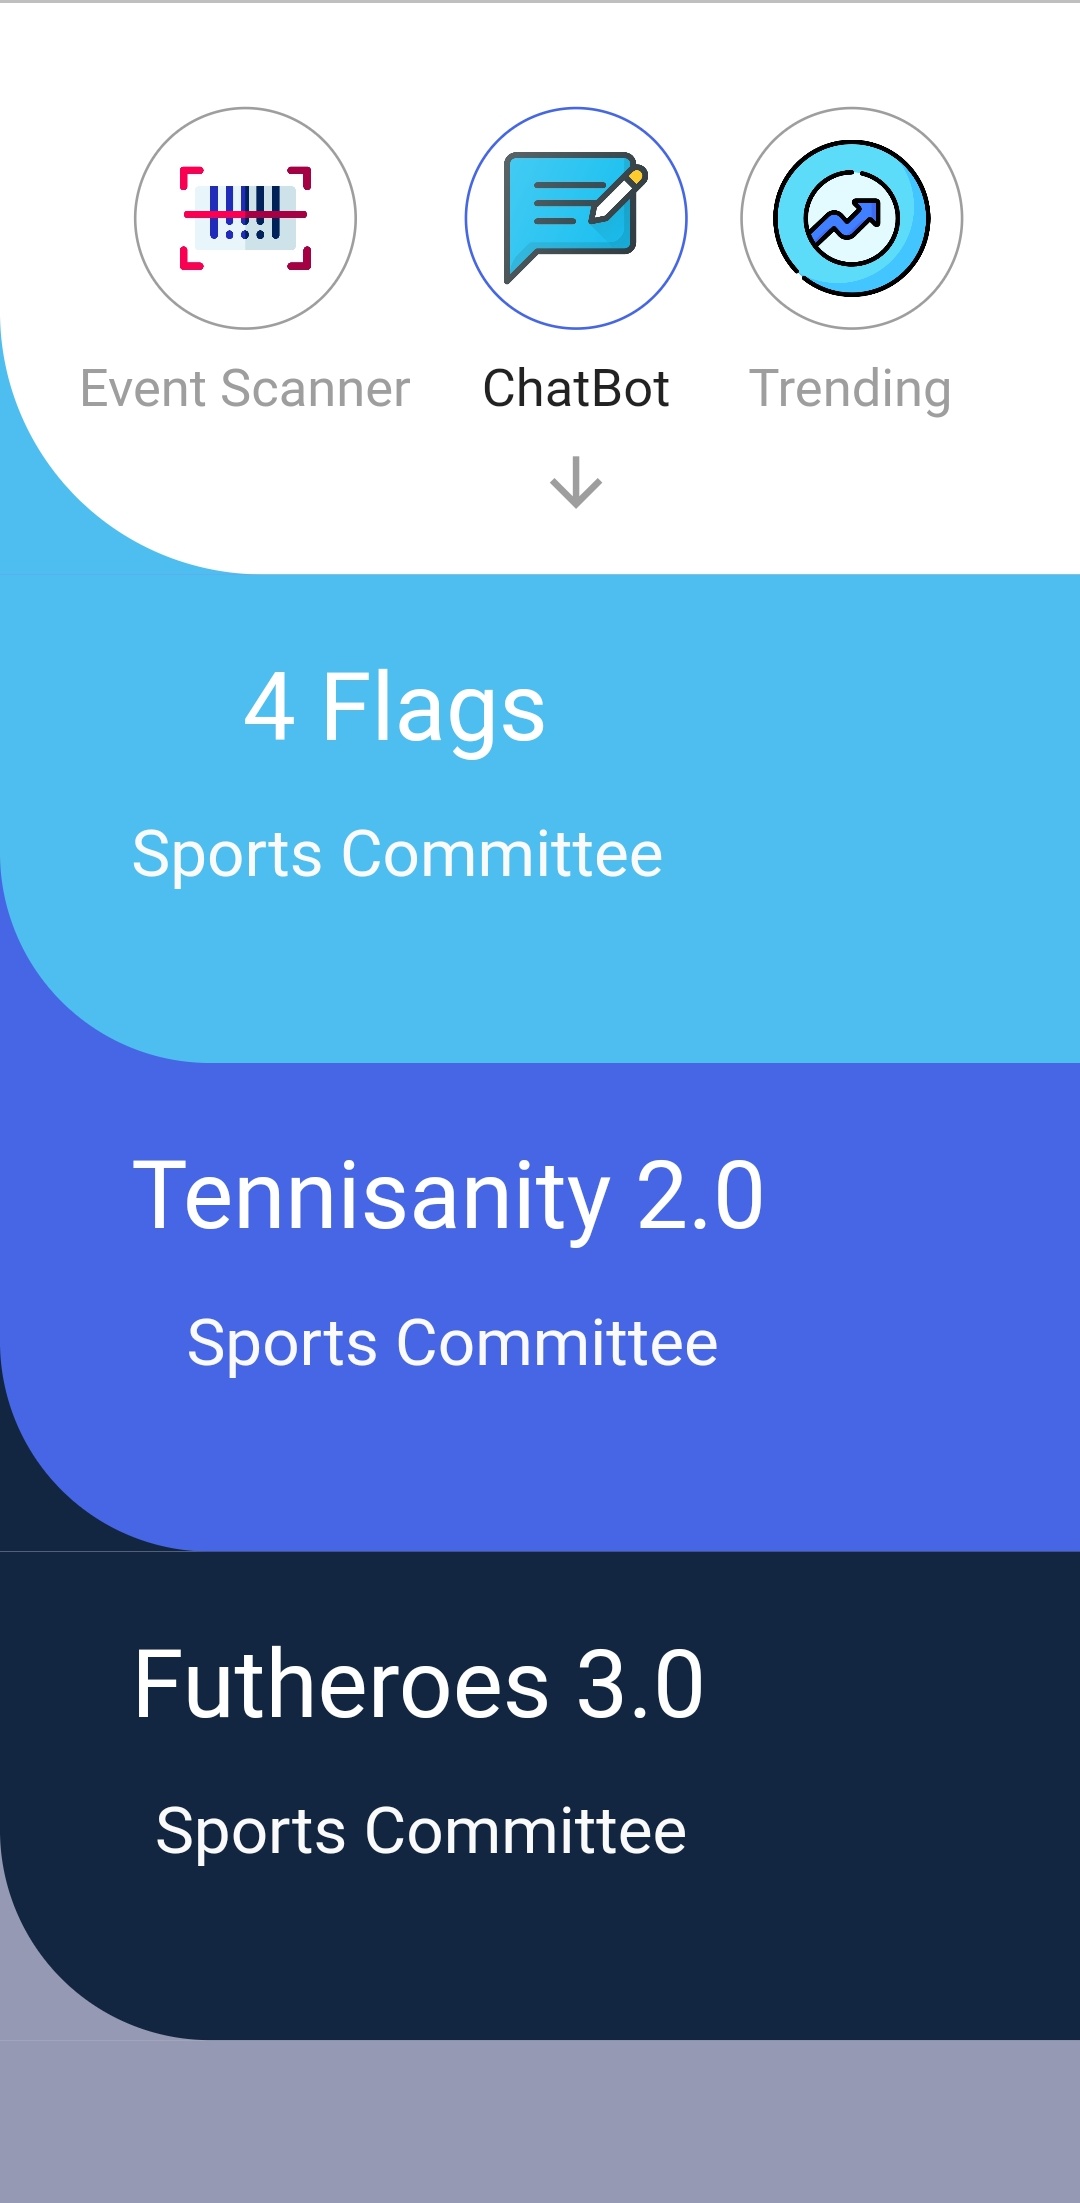 Event Scanner
ChatBot
Trending
4 Flags
Sports Committee
Tennisanity 2.0
Sports Committee
Futheroes 3.0
Sports Committee